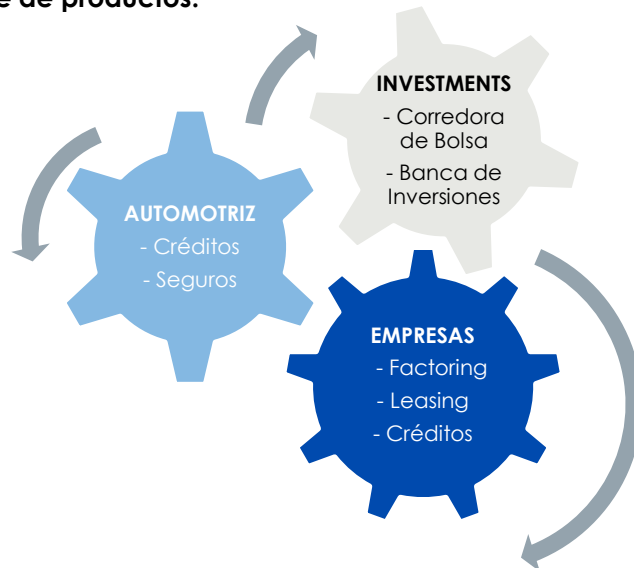 e de productos:
INVESTMENTS
- Corredora
de Bolsa
- Banca de
Inversiones
AUTOMOTRIZ
- Créditos
- Seguros
EMPRESAS
- Factoring
- Leasing
- Créditos